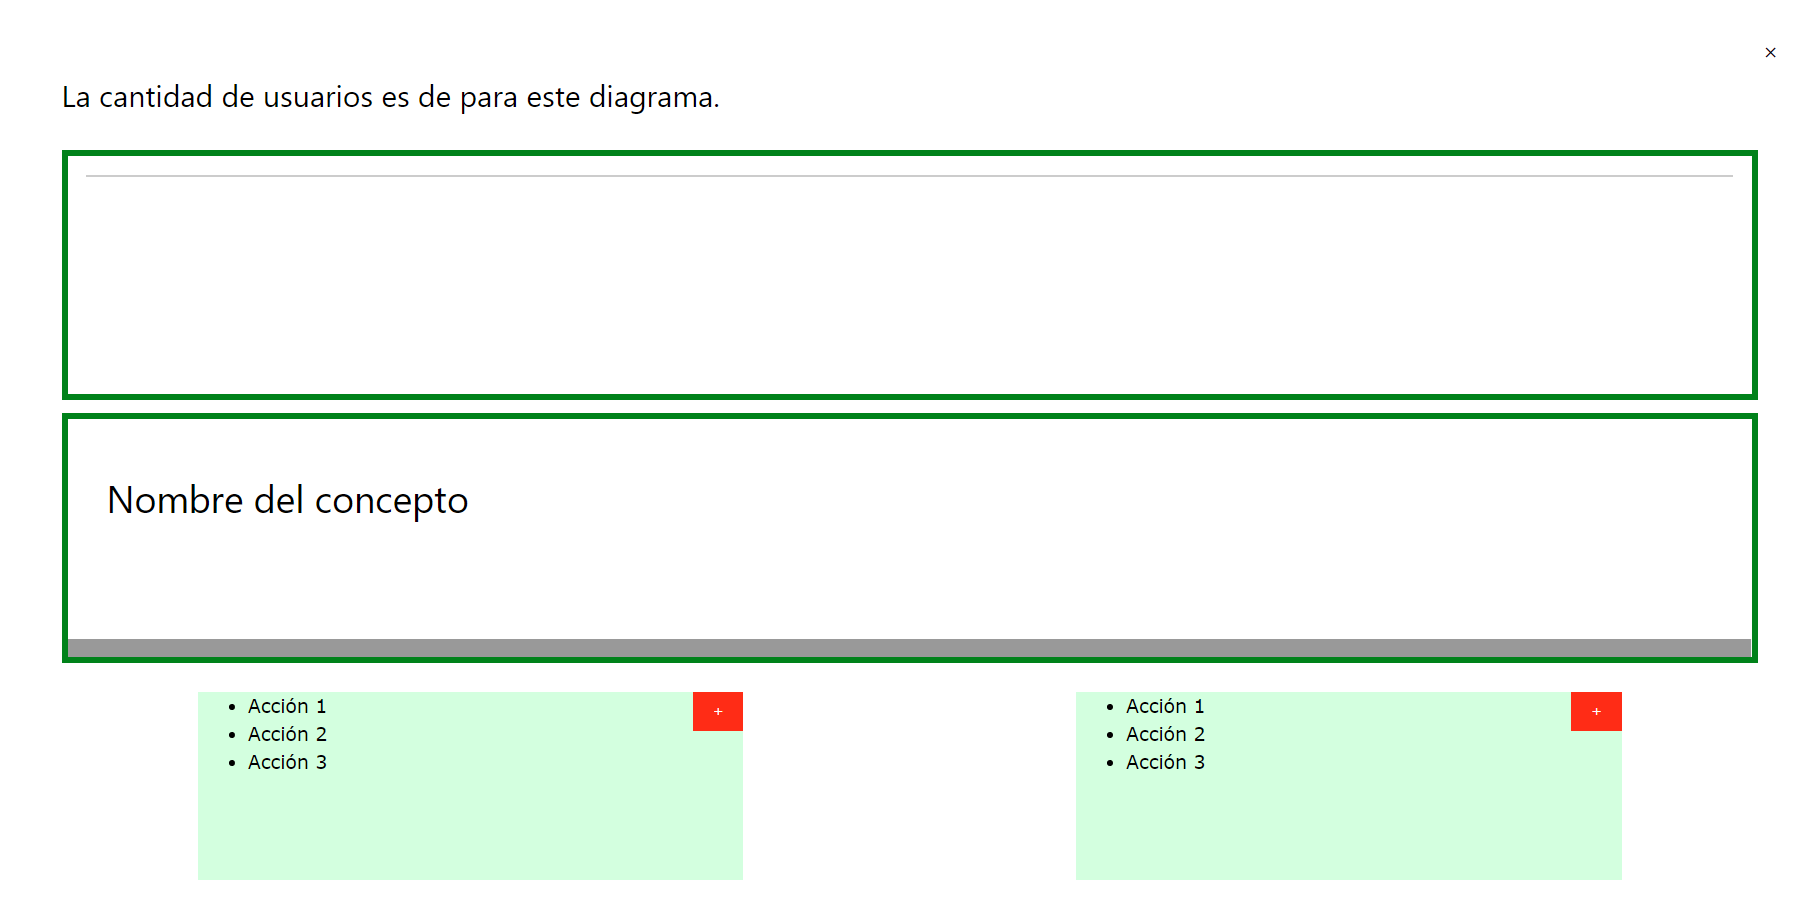 ×
La cantidad de usuarios es de para este diagrama.
Nombre del concepto
• Acción 1
• Acción 2
• Acción 3
+
• Acción 1
• Acción 2
• Acción 3
+